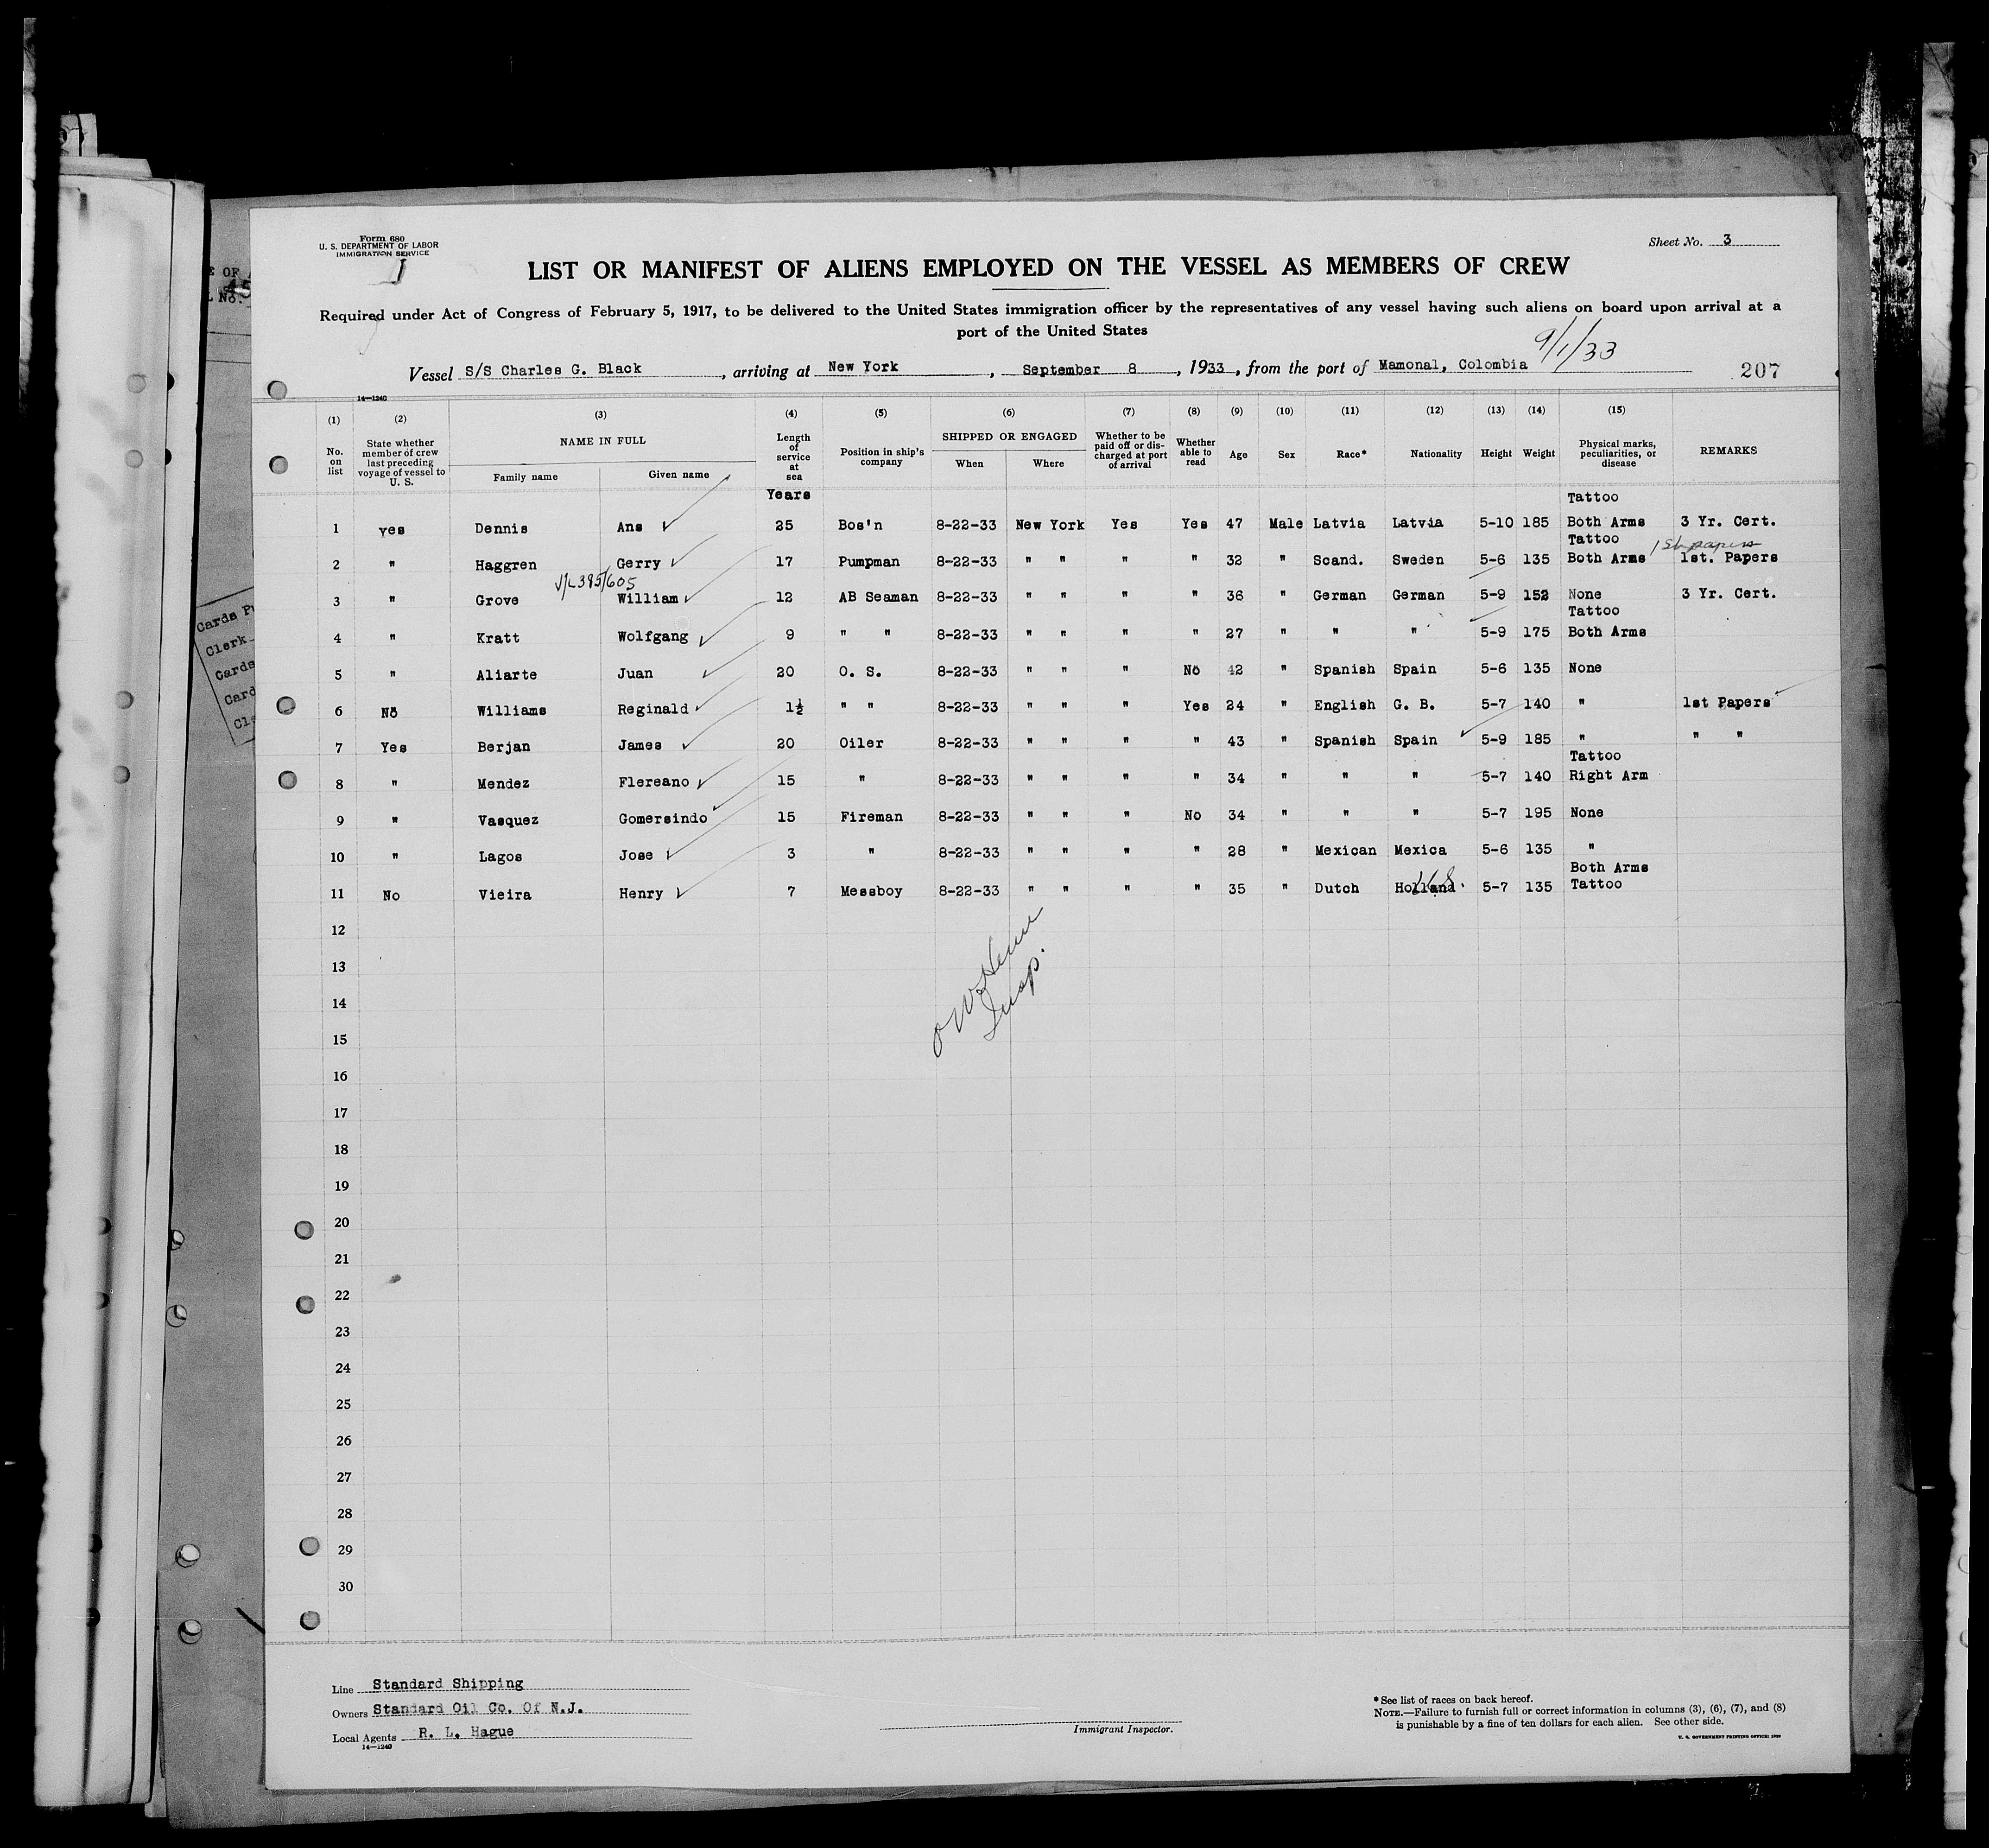 Form 680
U. S. DEPARTMENT OF LABOR
IMMIGRATION SERVICE
1
Sheet No. 3
LIST OR MANIFEST OF ALIENS EMPLOYED ON THE VESSEL AS MEMBERS OF CREW
Required under Act of Congress of February 5, 1917, to be delivered to the United States immigration officer by the representatives of any vessel having such aliens on board upon arrival at a
port of the United States
9/1/33
Vessel S/S Charles G. Black, arriving at New York, September 8, 1933, from the port of Mamonal, Colombia
207
14—1240
(1) (2) (3) (4) (5) (6) (7) (8) (9) (10) (11) (12) (13) (14) (15)
No. on list State whether member of crew last preceding voyage of vessel to U. S. NAME IN FULL Family name Given name Length of service at sea Position in ship's company SHIPPED OR ENGAGED When Where Whether to be paid off or discharged at port of arrival Whether able to read Age Sex Race* Nationality Height Weight Physical marks, peculiarities, or disease REMARKS
Years Tattoo
1 yes Dennis Ans 25 Bos'n 8-22-33 New York Yes Yes 47 Male Latvia Latvia 5-10 185 Both Arms 3 Yr. Cert.
Tattoo 1st papers
2 " Haggren Gerry 17 Pumpman 8-22-33 " " " " 32 " Scand. Sweden 5-6 135 Both Arms 1st. Papers
V/L 395/605
3 " Grove William 12 AB Seaman 8-22-33 " " " " 36 " German German 5-9 152 None 3 Yr. Cert.
Tattoo
4 " Kratt Wolfgang 9 " " 8-22-33 " " " " 27 " " " 5-9 175 Both Arms
5 " Aliarte Juan 20 O. S. 8-22-33 " " " No 42 " Spanish Spain 5-6 135 None
6 No Williams Reginald 1½ " " 8-22-33 " " " Yes 24 " English G. B. 5-7 140 " 1st Papers
7 Yes Berjan James 20 Oiler 8-22-33 " " " " 43 " Spanish Spain 5-9 185 " " "
Tattoo
8 " Mendez Flereano 15 " 8-22-33 " " " " 34 " " " 5-7 140 Right Arm
9 " Vasquez Gomersindo 15 Fireman 8-22-33 " " " No 34 " " " 5-7 195 None
10 " Lagos Jose 3 " 8-22-33 " " " " 28 " Mexican Mexica 5-6 135 "
Both Arms
11 No Vieira Henry 7 Messboy 8-22-33 " " " " 35 " Dutch Holland 5-7 135 Tattoo
12
13
Insp.
14
15
16
17
18
19
20
21
22
23
24
25
26
27
28
29
30
Line Standard Shipping
Owners Standard Oil Co. Of N.J.
Local Agents R. L. Hague
14—1240
Immigrant Inspector.
*See list of races on back hereof.
NOTE.—Failure to furnish full or correct information in columns (3), (6), (7), and (8)
is punishable by a fine of ten dollars for each alien. See other side.
Cards
Clerk
Cards